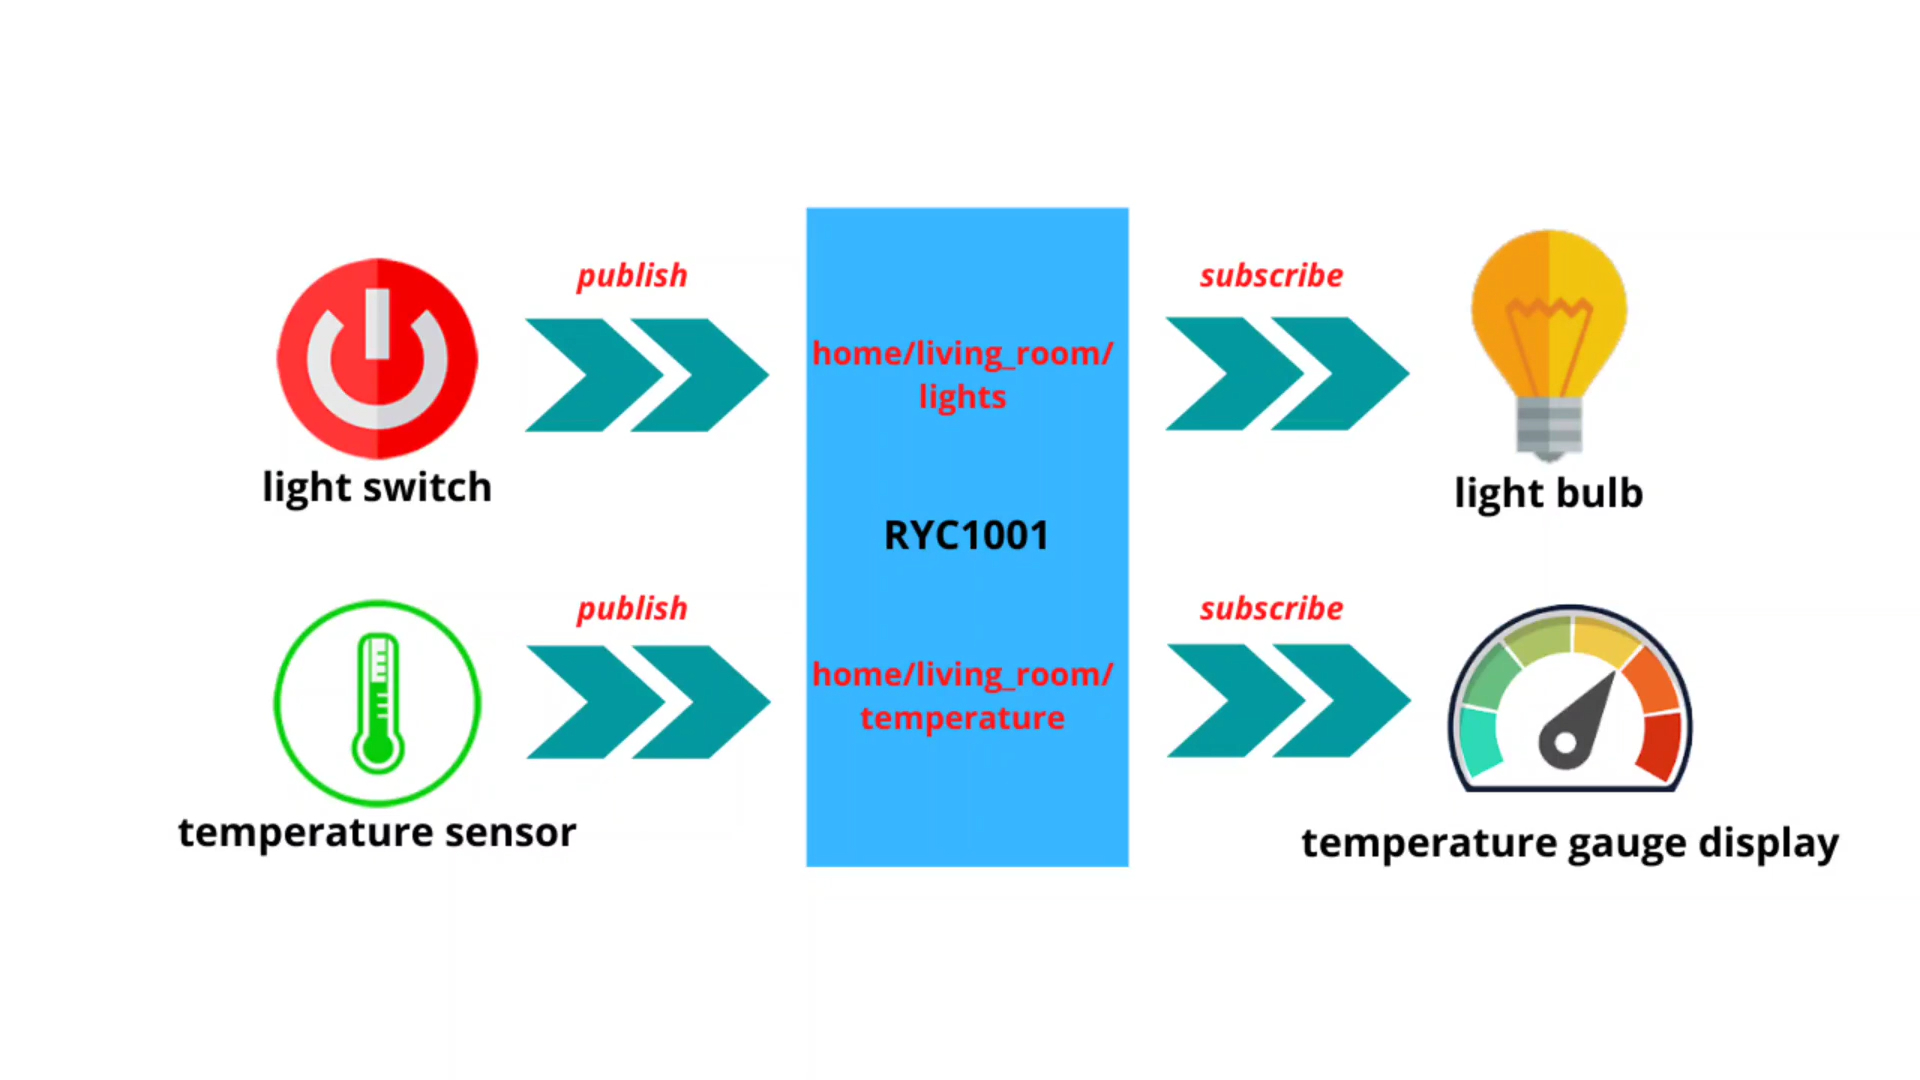 publish
subscribe
home/living_room/
lights
light switch
light bulb
RYC1001
publish
subscribe
home/living_room/
temperature
temperature sensor
temperature gauge display